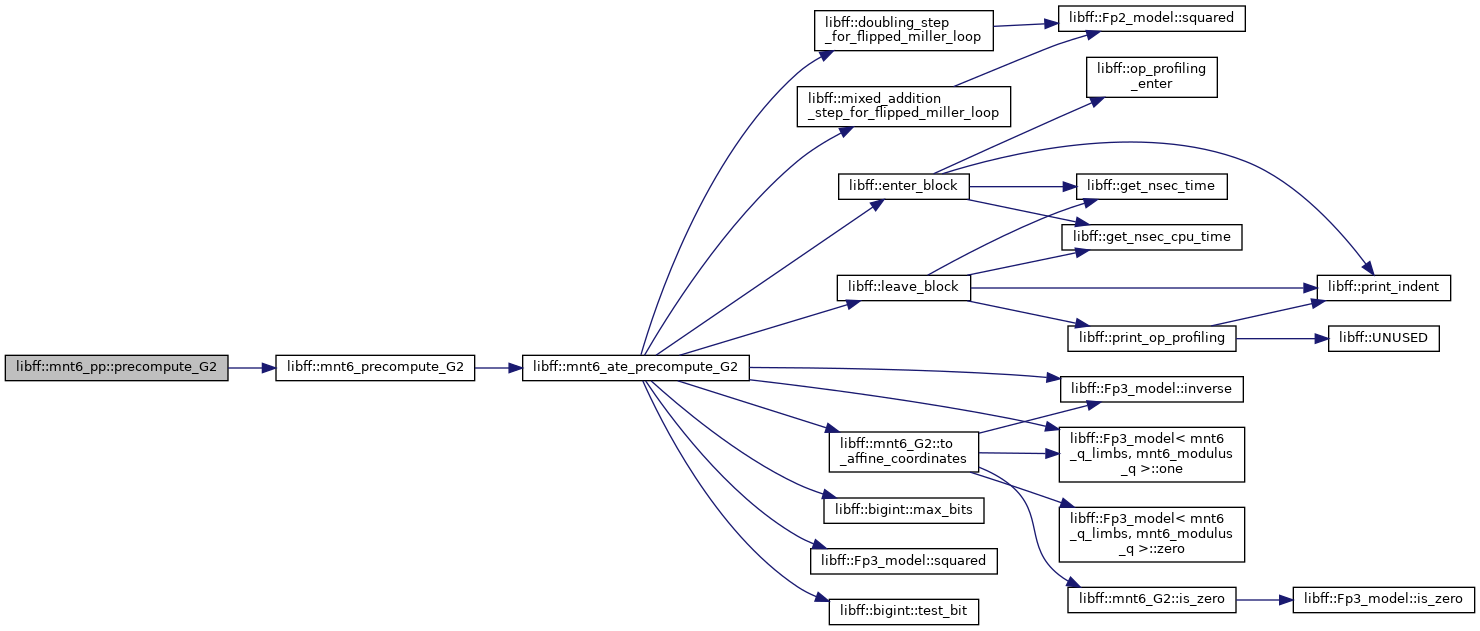 libff::mnt6_pp::precompute_G2
libff::mnt6_precompute_G2
libff::mnt6_ate_precompute_G2
libff::doubling_step
_for_flipped_miller_loop
libff::mixed_addition
_step_for_flipped_miller_loop
libff::enter_block
libff::leave_block
libff::mnt6_G2::to
_affine_coordinates
libff::bigint::max_bits
libff::Fp3_model::squared
libff::bigint::test_bit
libff::Fp2_model::squared
libff::op_profiling
_enter
libff::get_nsec_time
libff::get_nsec_cpu_time
libff::print_op_profiling
libff::Fp3_model::inverse
libff::Fp3_model< mnt6
_q_limbs, mnt6_modulus
_q >::one
libff::Fp3_model< mnt6
_q_limbs, mnt6_modulus
_q >::zero
libff::mnt6_G2::is_zero
libff::print_indent
libff::UNUSED
libff::Fp3_model::is_zero